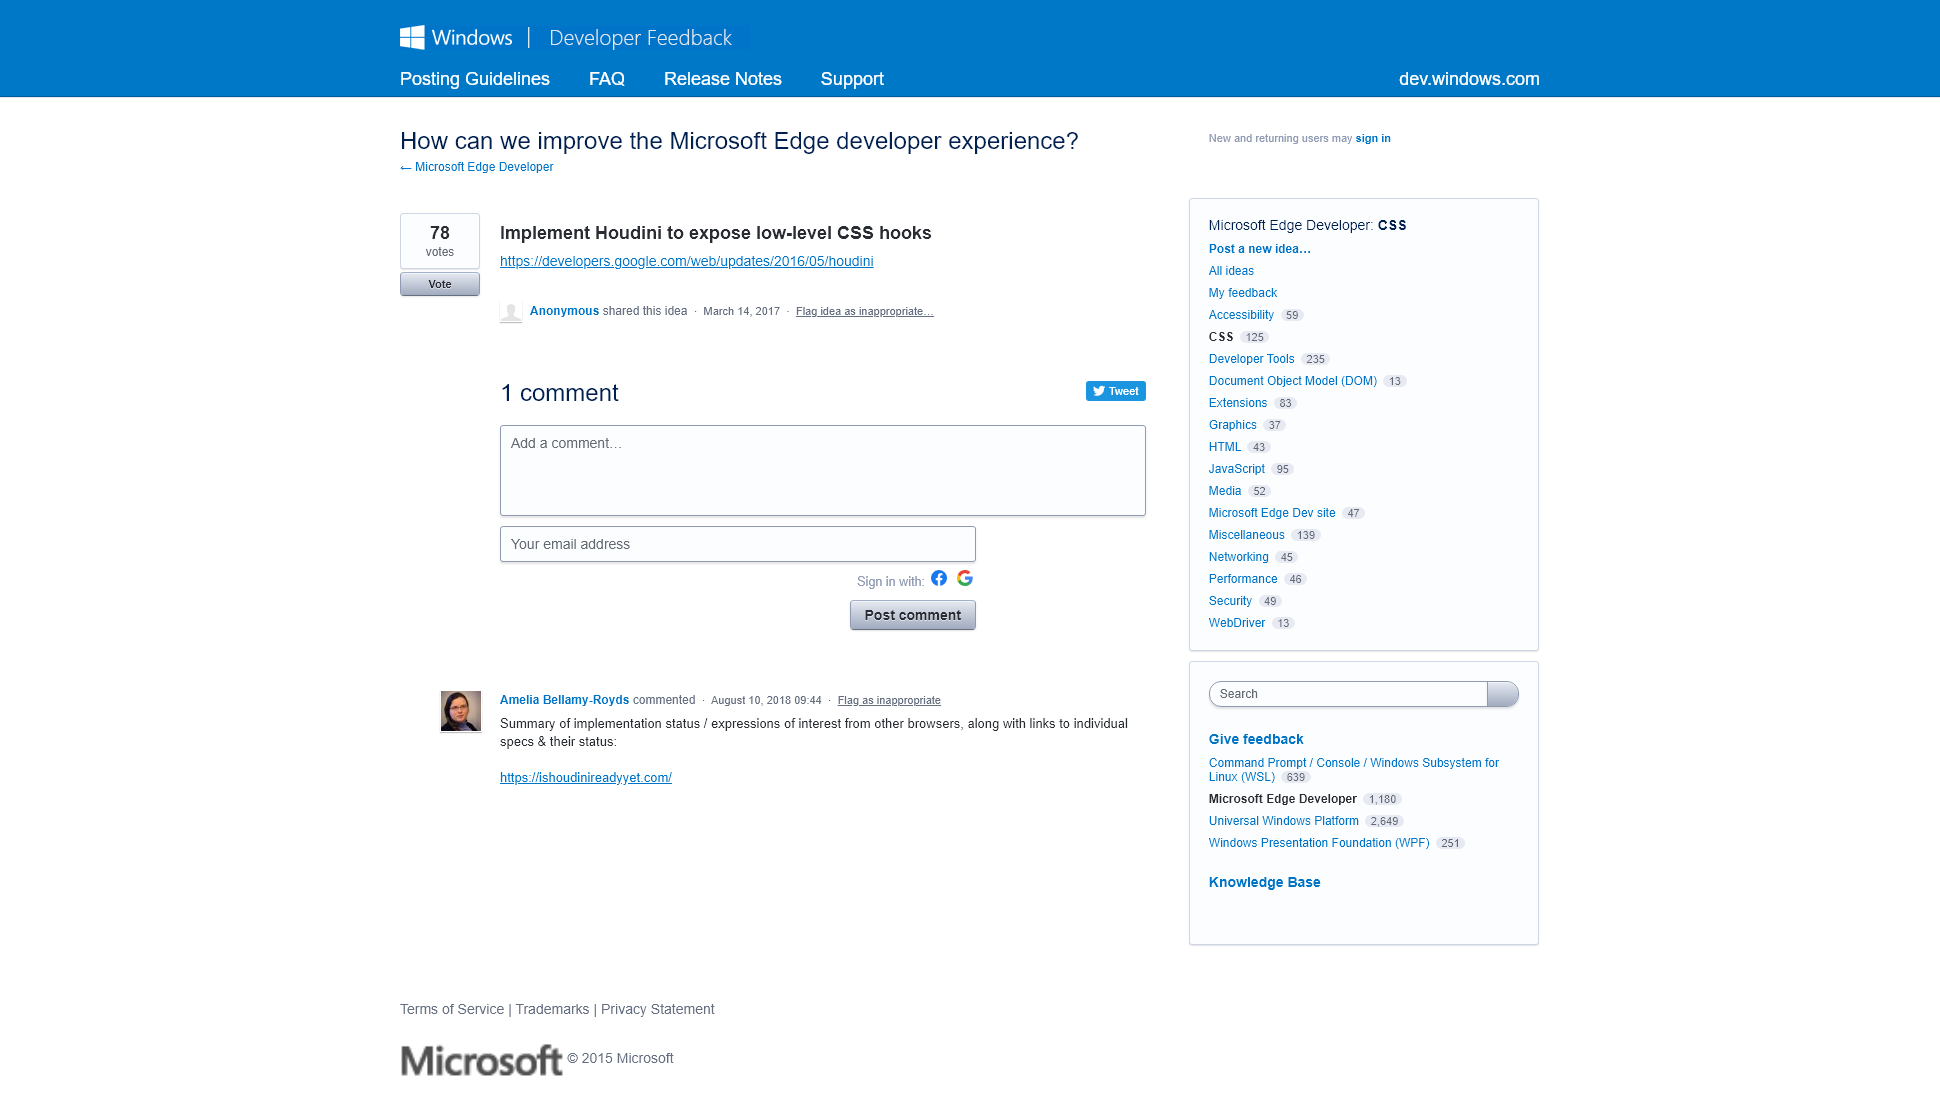 Windows | Developer Feedback
Posting Guidelines FAQ Release Notes Support dev.windows.com
How can we improve the Microsoft Edge developer experience?
← Microsoft Edge Developer
New and returning users may sign in
78
votes
Vote
Implement Houdini to expose low-level CSS hooks
https://developers.google.com/web/updates/2016/05/houdini
Anonymous shared this idea · March 14, 2017 · Flag idea as inappropriate…
1 comment
Tweet
Add a comment…
Your email address
Sign in with:
Post comment
Amelia Bellamy-Royds commented · August 10, 2018 09:44 · Flag as inappropriate
Summary of implementation status / expressions of interest from other browsers, along with links to individual
specs & their status:
https://ishoudinireadyyet.com/
Microsoft Edge Developer: CSS
Post a new idea…
All ideas
My feedback
Accessibility 59
CSS 125
Developer Tools 235
Document Object Model (DOM) 13
Extensions 83
Graphics 37
HTML 43
JavaScript 95
Media 52
Microsoft Edge Dev site 47
Miscellaneous 139
Networking 45
Performance 46
Security 49
WebDriver 13
Search
Give feedback
Command Prompt / Console / Windows Subsystem for
Linux (WSL) 639
Microsoft Edge Developer 1,180
Universal Windows Platform 2,649
Windows Presentation Foundation (WPF) 251
Knowledge Base
Terms of Service | Trademarks | Privacy Statement
Microsoft © 2015 Microsoft